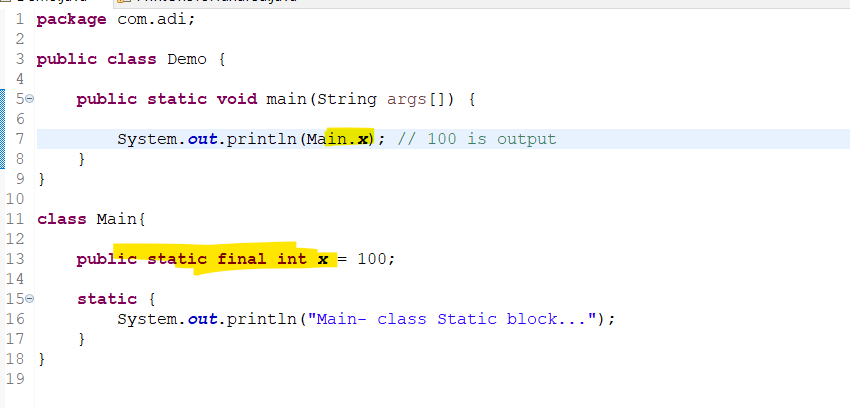 1 package com.adi;
2
3 public class Demo {
4
5 public static void main(String args[]) {
6
7 System.out.println(Main.x); // 100 is output
8 }
9 }
10
11 class Main{
12
13 public static final int x = 100;
14
15 static {
16 System.out.println("Main- class Static block...");
17 }
18 }
19